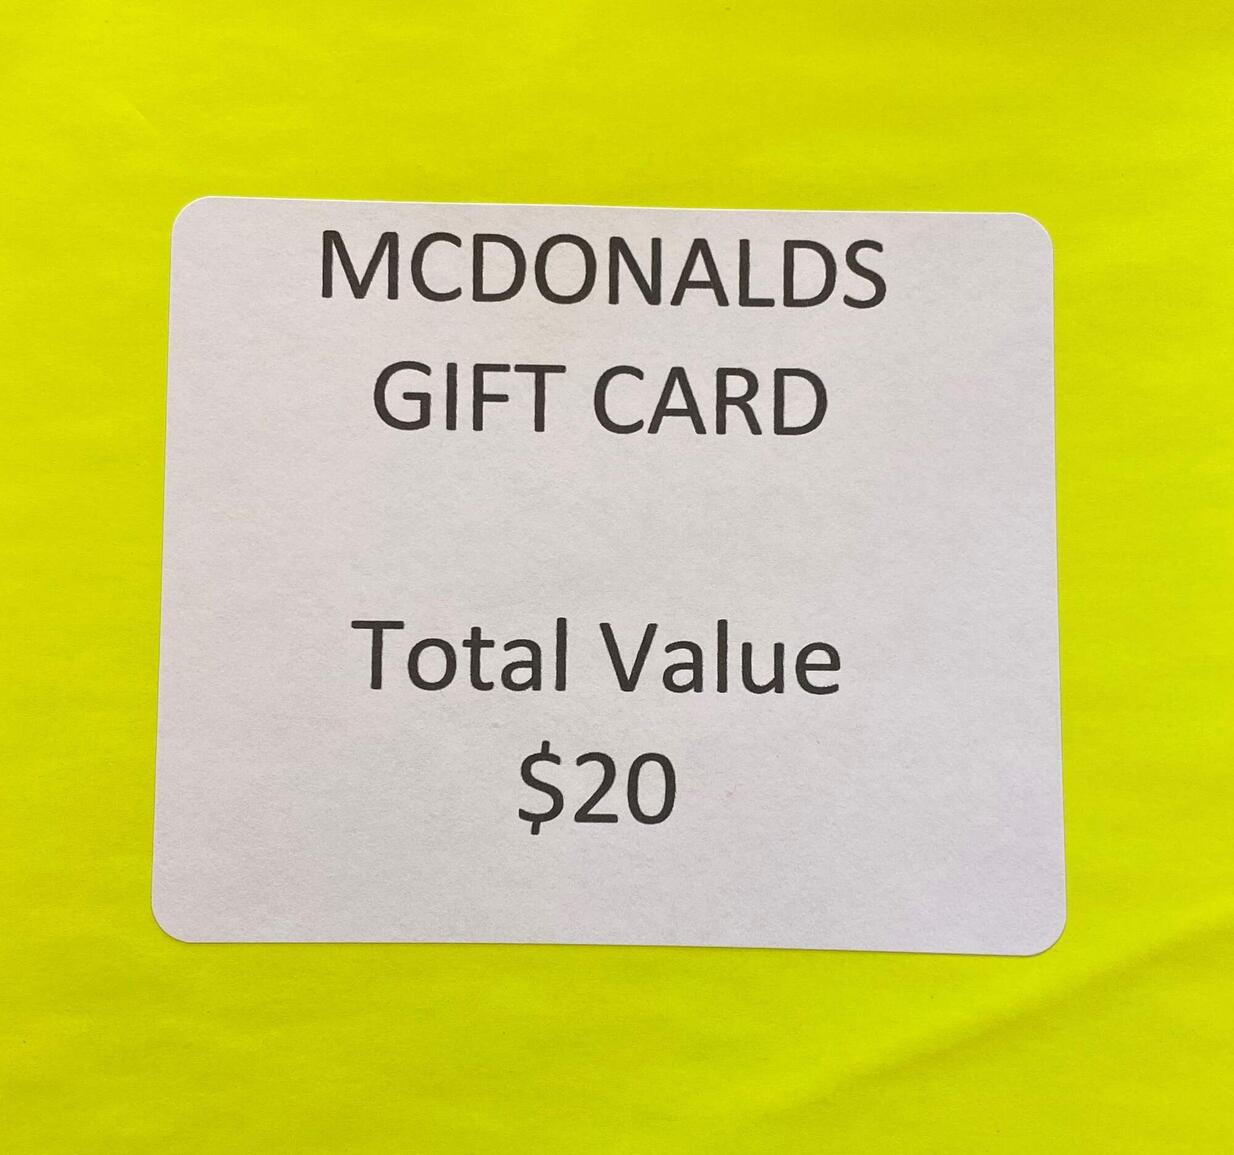 MCDONALDS
GIFT CARD
Total Value
$20